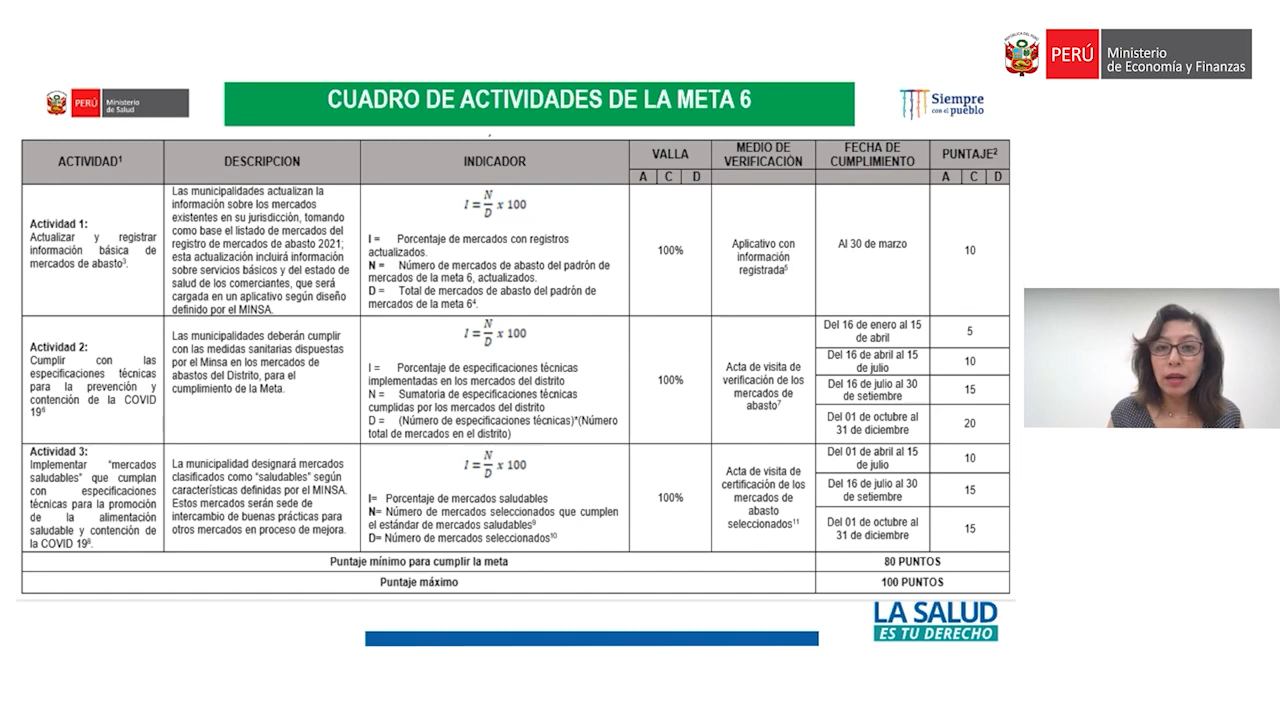 REPÚBLICA DEL PERÚ
PERÚ
Ministerio
de Economía y Finanzas
PERÚ
Ministerio
de Salud
CUADRO DE ACTIVIDADES DE LA META 6
Siempre
con el pueblo
ACTIVIDAD¹
DESCRIPCION
INDICADOR
VALLA
MEDIO DE
VERIFICACIÓN
FECHA DE
CUMPLIMIENTO
PUNTAJE²
A C D
A C D
Actividad 1:
Actualizar y registrar
información básica de
mercados de abasto³.
Las municipalidades actualizan la
información sobre los mercados
existentes en su jurisdicción, tomando
como base el listado de mercados del
registro de mercados de abasto 2021;
esta actualización incluirá información
sobre servicios básicos y del estado de
salud de los comerciantes, que será
cargada en un aplicativo según diseño
definido por el MINSA.
I = N/D x 100
I = Porcentaje de mercados con registros
actualizados.
N = Número de mercados de abasto del padrón de
mercados de la meta 6, actualizados.
D = Total de mercados de abasto del padrón de
mercados de la meta 6⁴.
100%
Aplicativo con
información
registrada⁵
Al 30 de marzo
10
Actividad 2:
Cumplir con las
especificaciones técnicas
para la prevención y
contención de la COVID
19⁶
Las municipalidades deberán cumplir
con las medidas sanitarias dispuestas
por el Minsa en los mercados de
abastos del Distrito, para el
cumplimiento de la Meta.
I = N/D x 100
I = Porcentaje de especificaciones técnicas
implementadas en los mercados del distrito
N = Sumatoria de especificaciones técnicas
cumplidas por los mercados del distrito
D = (Número de especificaciones técnicas)*(Número
total de mercados en el distrito)
100%
Acta de visita de
verificación de los
mercados de
abasto⁷
Del 16 de enero al 15
de abril
5
Del 16 de abril al 15
de julio
10
Del 16 de julio al 30
de setiembre
15
Del 01 de octubre al
31 de diciembre
20
Actividad 3:
Implementar "mercados
saludables" que cumplan
con especificaciones
técnicas para la promoción
de la alimentación
saludable y contención de
la COVID 19⁸.
La municipalidad designará mercados
clasificados como "saludables" según
características definidas por el MINSA.
Estos mercados serán sede de
intercambio de buenas prácticas para
otros mercados en proceso de mejora.
I = N/D x 100
I= Porcentaje de mercados saludables
N= Número de mercados seleccionados que cumplen
el estándar de mercados saludables⁹
D= Número de mercados seleccionados¹⁰
100%
Acta de visita de
certificación de los
mercados de
abasto
seleccionados¹¹
Del 01 de abril al 15
de julio
10
Del 16 de julio al 30
de setiembre
15
Del 01 de octubre al
31 de diciembre
15
Puntaje mínimo para cumplir la meta
80 PUNTOS
Puntaje máximo
100 PUNTOS
LA SALUD
ES TU DERECHO